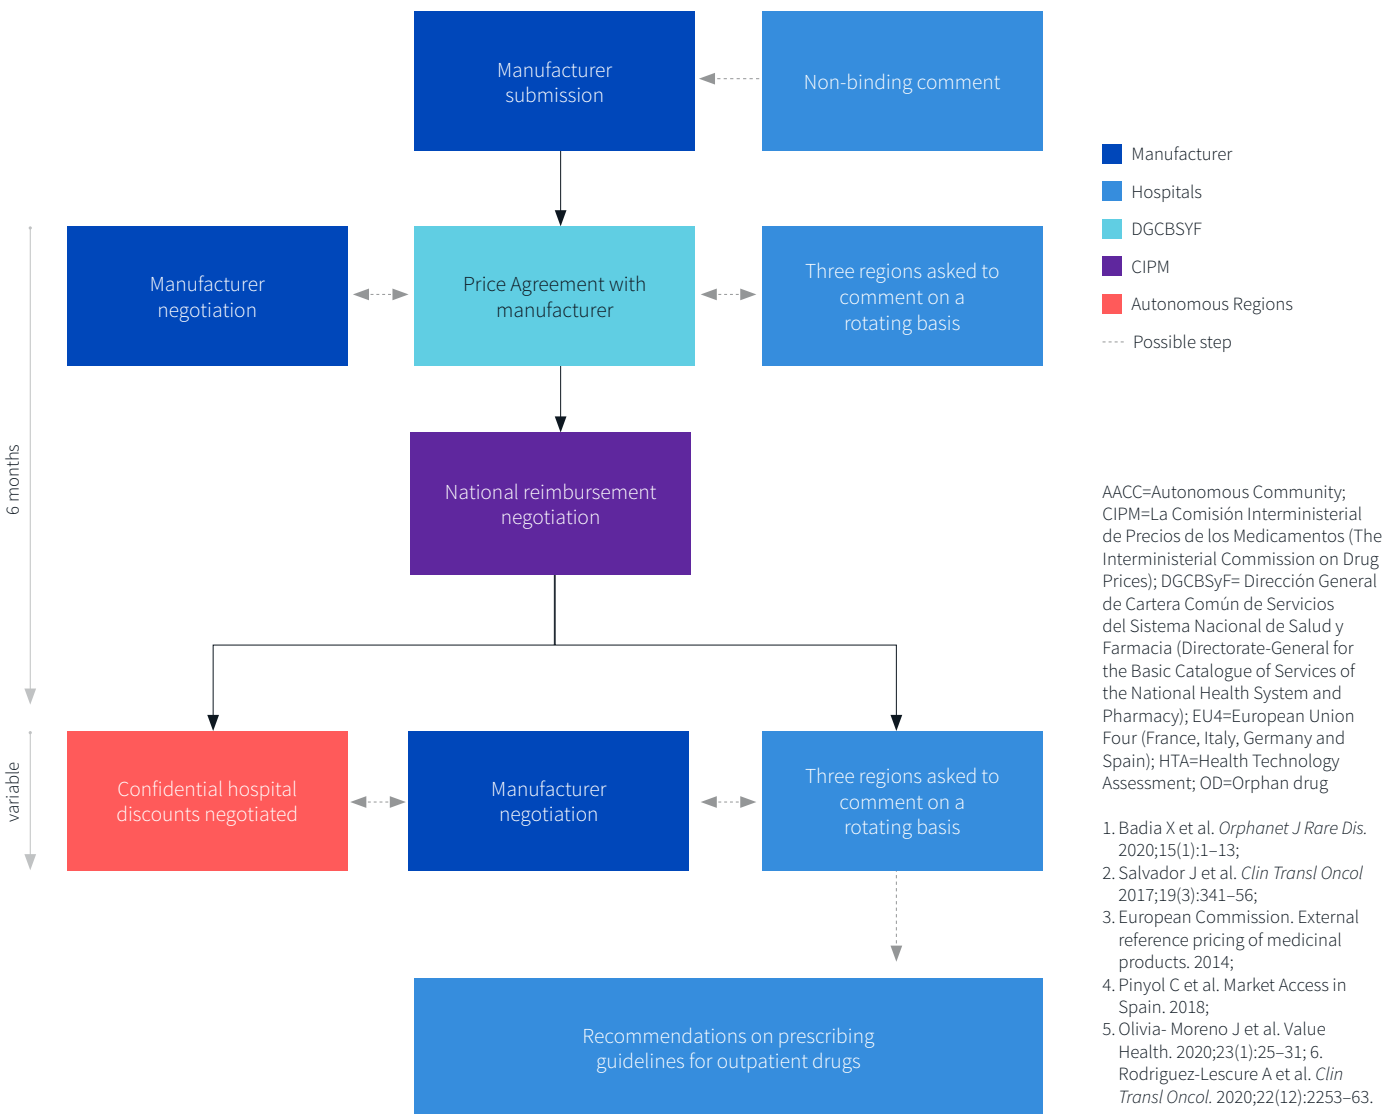 Manufacturer
submission
Non-binding comment
Manufacturer
negotiation
Price Agreement with
manufacturer
Three regions asked to
comment on a
rotating basis
6 months
National reimbursement
negotiation
variable
Confidential hospital
discounts negotiated
Manufacturer
negotiation
Three regions asked to
comment on a
rotating basis
Recommendations on prescribing
guidelines for outpatient drugs
Manufacturer
Hospitals
DGCBSYF
CIPM
Autonomous Regions
Possible step
AACC=Autonomous Community;
CIPM=La Comisión Interministerial
de Precios de los Medicamentos (The
Interministerial Commission on Drug
Prices); DGCBSyF= Dirección General
de Cartera Común de Servicios
del Sistema Nacional de Salud y
Farmacia (Directorate-General for
the Basic Catalogue of Services of
the National Health System and
Pharmacy); EU4=European Union
Four (France, Italy, Germany and
Spain); HTA=Health Technology
Assessment; OD=Orphan drug
1. Badia X et al. Orphanet J Rare Dis.
2020;15(1):1–13;
2. Salvador J et al. Clin Transl Oncol
2017;19(3):341–56;
3. European Commission. External
reference pricing of medicinal
products. 2014;
4. Pinyol C et al. Market Access in
Spain. 2018;
5. Olivia- Moreno J et al. Value
Health. 2020;23(1):25–31; 6.
Rodriguez-Lescure A et al. Clin
Transl Oncol. 2020;22(12):2253–63.